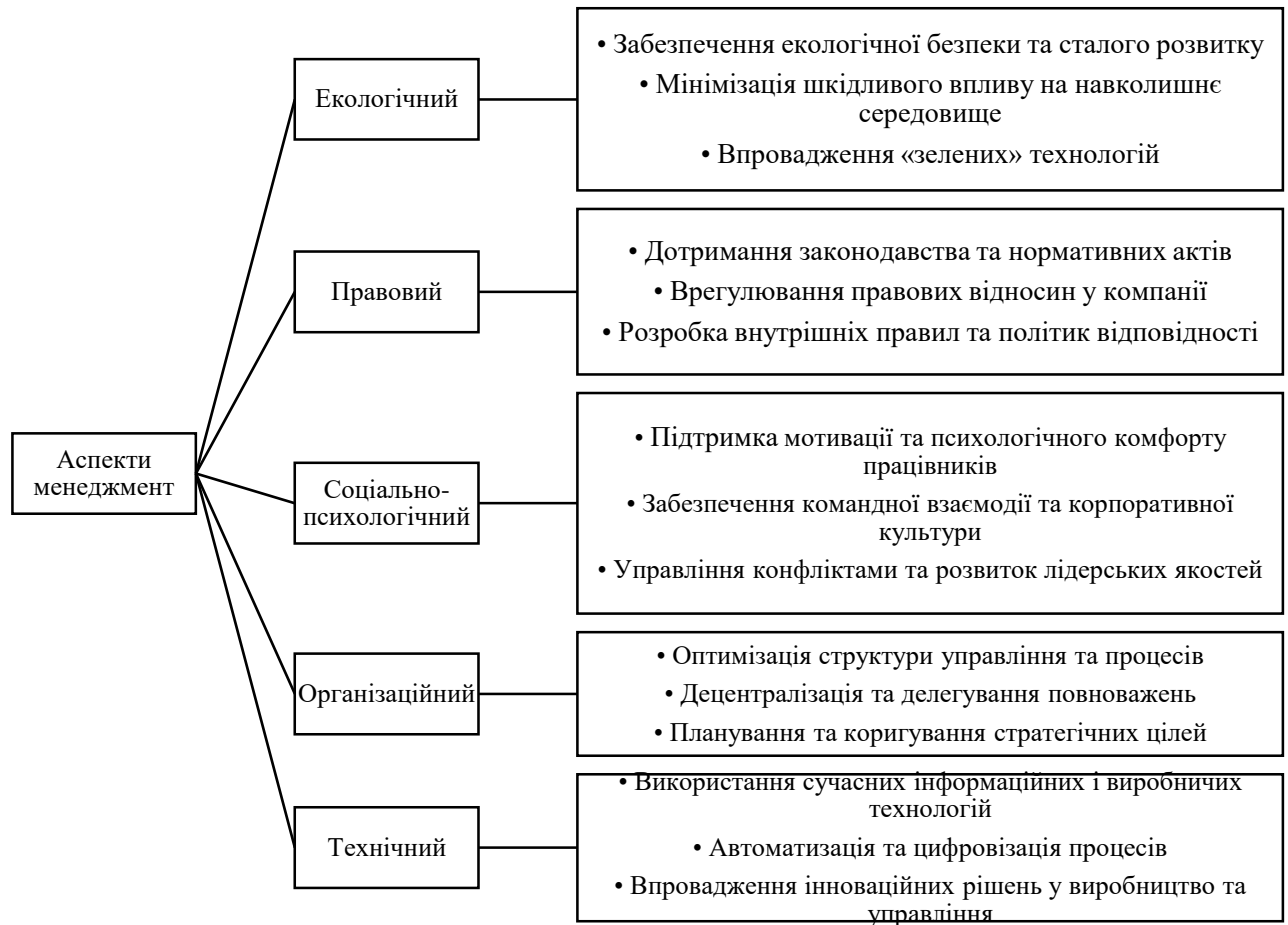 Аспекти
менеджмент
Екологічний
• Забезпечення екологічної безпеки та сталого розвитку
• Мінімізація шкідливого впливу на навколишнє
середовище
• Впровадження «зелених» технологій
Правовий
• Дотримання законодавства та нормативних актів
• Врегулювання правових відносин у компанії
• Розробка внутрішніх правил та політик відповідності
Соціально-
психологічний
• Підтримка мотивації та психологічного комфорту
працівників
• Забезпечення командної взаємодії та корпоративної
культури
• Управління конфліктами та розвиток лідерських якостей
Організаційний
• Оптимізація структури управління та процесів
• Децентралізація та делегування повноважень
• Планування та коригування стратегічних цілей
Технічний
• Використання сучасних інформаційних і виробничих
технологій
• Автоматизація та цифровізація процесів
• Впровадження інноваційних рішень у виробництво та
управління